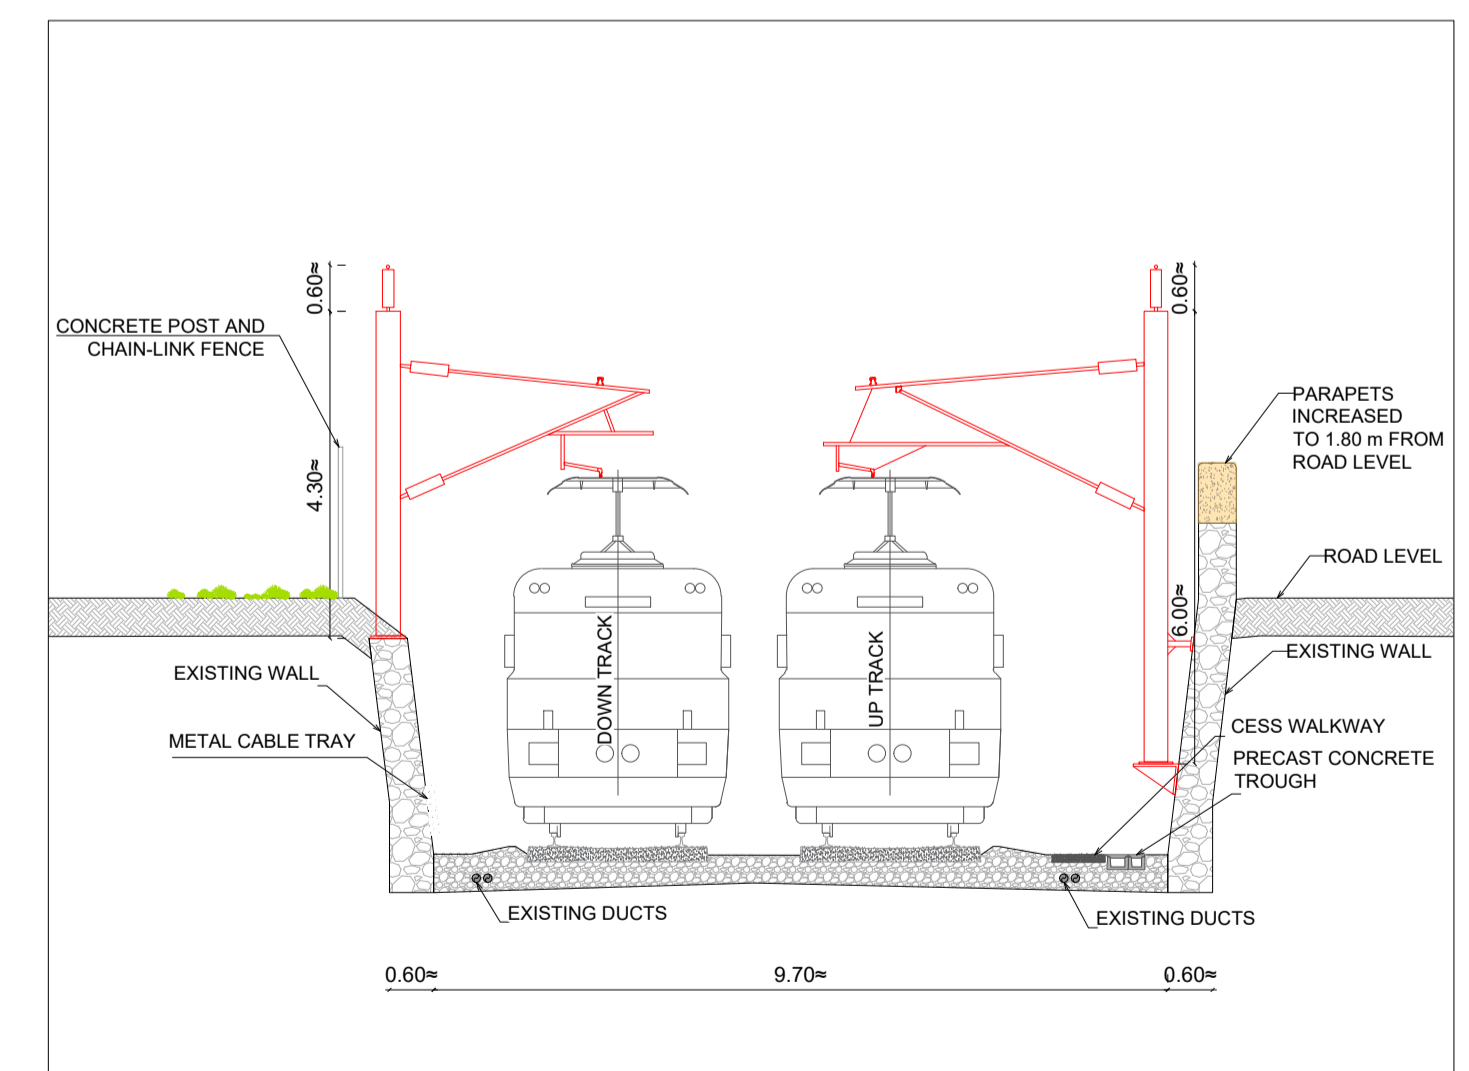 0.60≈
0.60≈
CONCRETE POST AND
CHAIN-LINK FENCE
PARAPETS
INCREASED
TO 1.80 m FROM
ROAD LEVEL
4.30≈
ROAD LEVEL
6.00≈
EXISTING WALL
EXISTING WALL
DOWN TRACK
UP TRACK
METAL CABLE TRAY
CESS WALKWAY
PRECAST CONCRETE
TROUGH
EXISTING DUCTS
EXISTING DUCTS
0.60≈
9.70≈
0.60≈